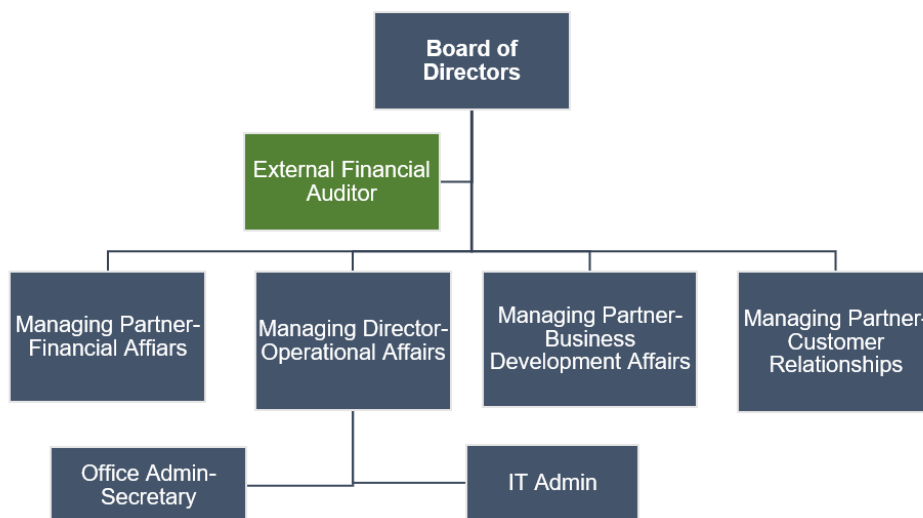 Board of
Directors
External Financial
Auditor
Managing Partner-
Financial Affiars
Managing Director-
Operational Affairs
Managing Partner-
Business
Development Affairs
Managing Partner-
Customer
Relationships
Office Admin-
Secretary
IT Admin